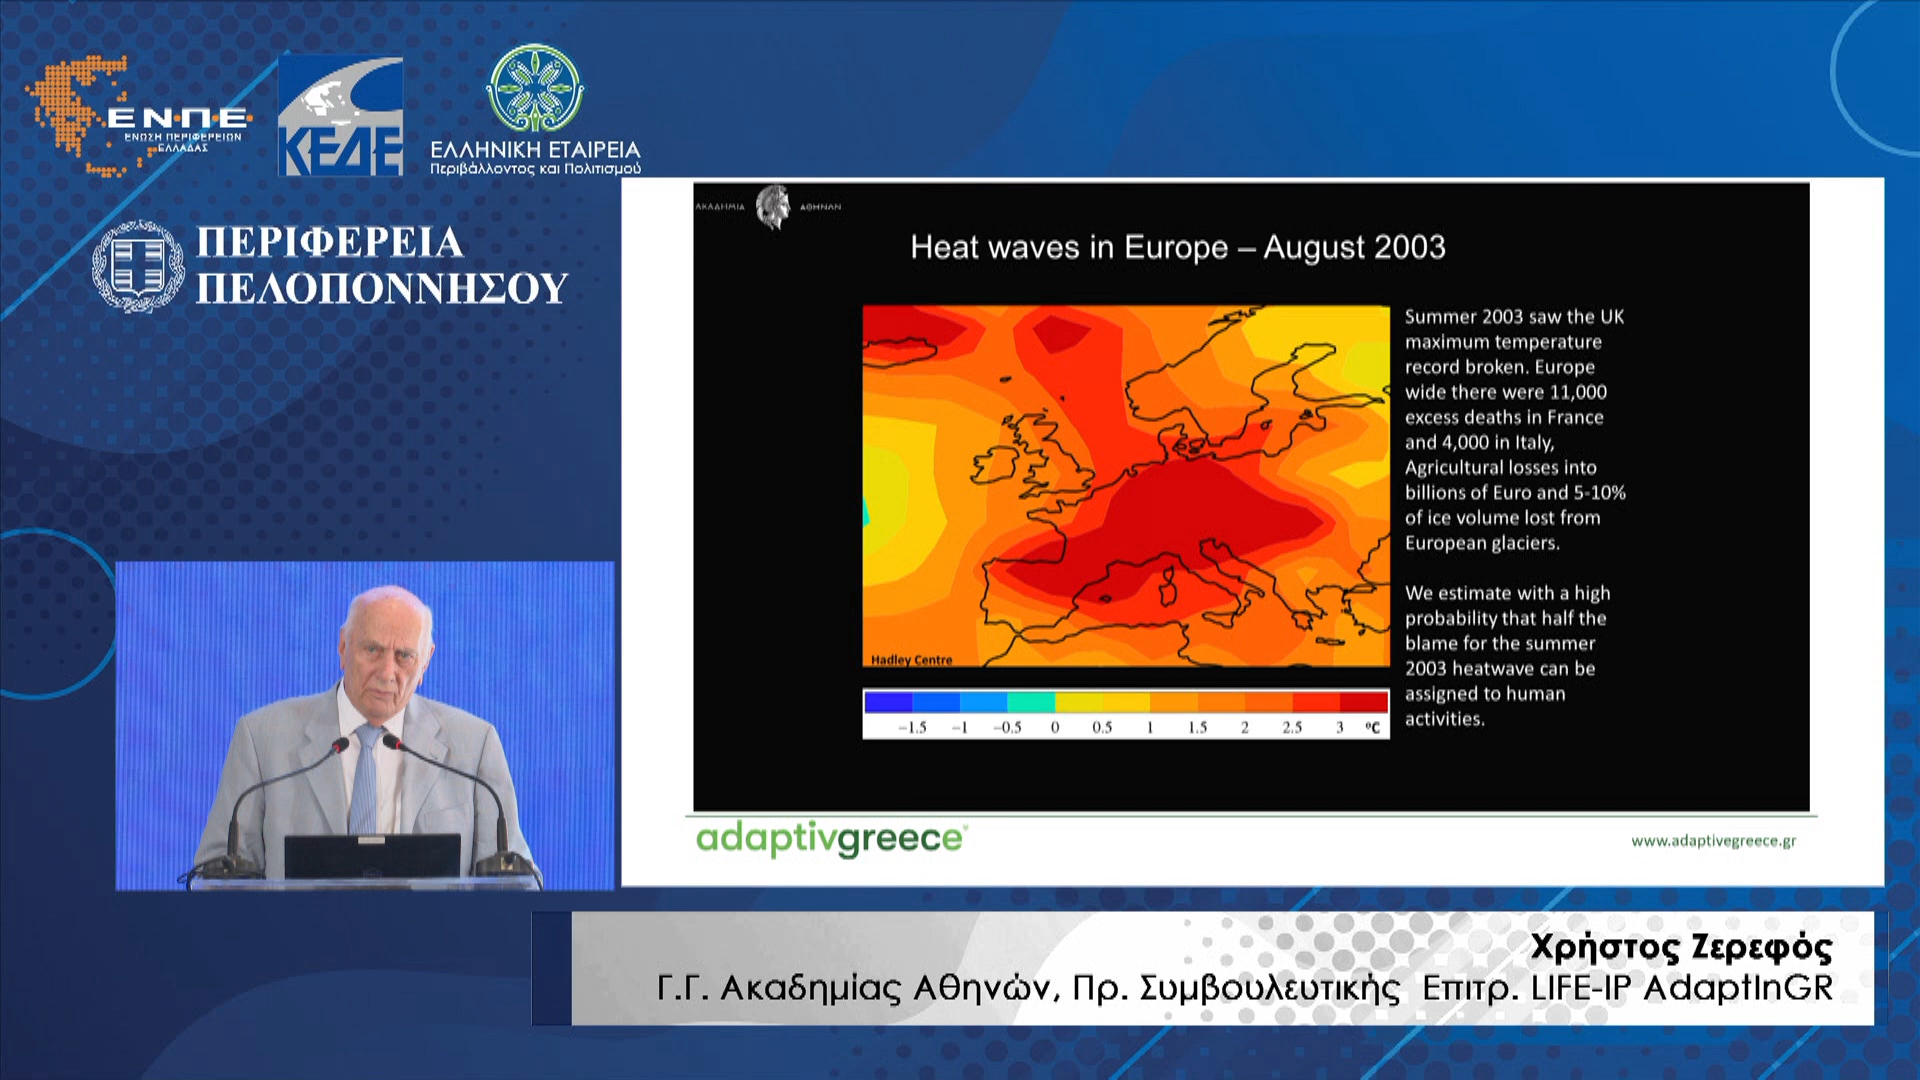 ΕΝΠΕ
ΕΝΩΣΗ ΠΕΡΙΦΕΡΕΙΩΝ
ΕΛΛΑΔΑΣ
ΚΕΔΕ
ΕΛΛΗΝΙΚΗ ΕΤΑΙΡΕΙΑ
Περιβάλλοντος και Πολιτισμού
ΠΕΡΙΦΕΡΕΙΑ
ΠΕΛΟΠΟΝΝΗΣΟΥ
ΑΚΑΔΗΜΙΑ ΑΘΗΝΩΝ
Heat waves in Europe – August 2003
Summer 2003 saw the UK
maximum temperature
record broken. Europe
wide there were 11,000
excess deaths in France
and 4,000 in Italy,
Agricultural losses into
billions of Euro and 5-10%
of ice volume lost from
European glaciers.
We estimate with a high
probability that half the
blame for the summer
2003 heatwave can be
assigned to human
activities.
Hadley Centre
−1.5 −1 −0.5 0 0.5 1 1.5 2 2.5 3 ºC
adaptivgreece
www.adaptivegreece.gr
Χρήστος Ζερεφός
Γ.Γ. Ακαδημίας Αθηνών, Πρ. Συμβουλευτικής Επιτρ. LIFE-IP AdaptInGR